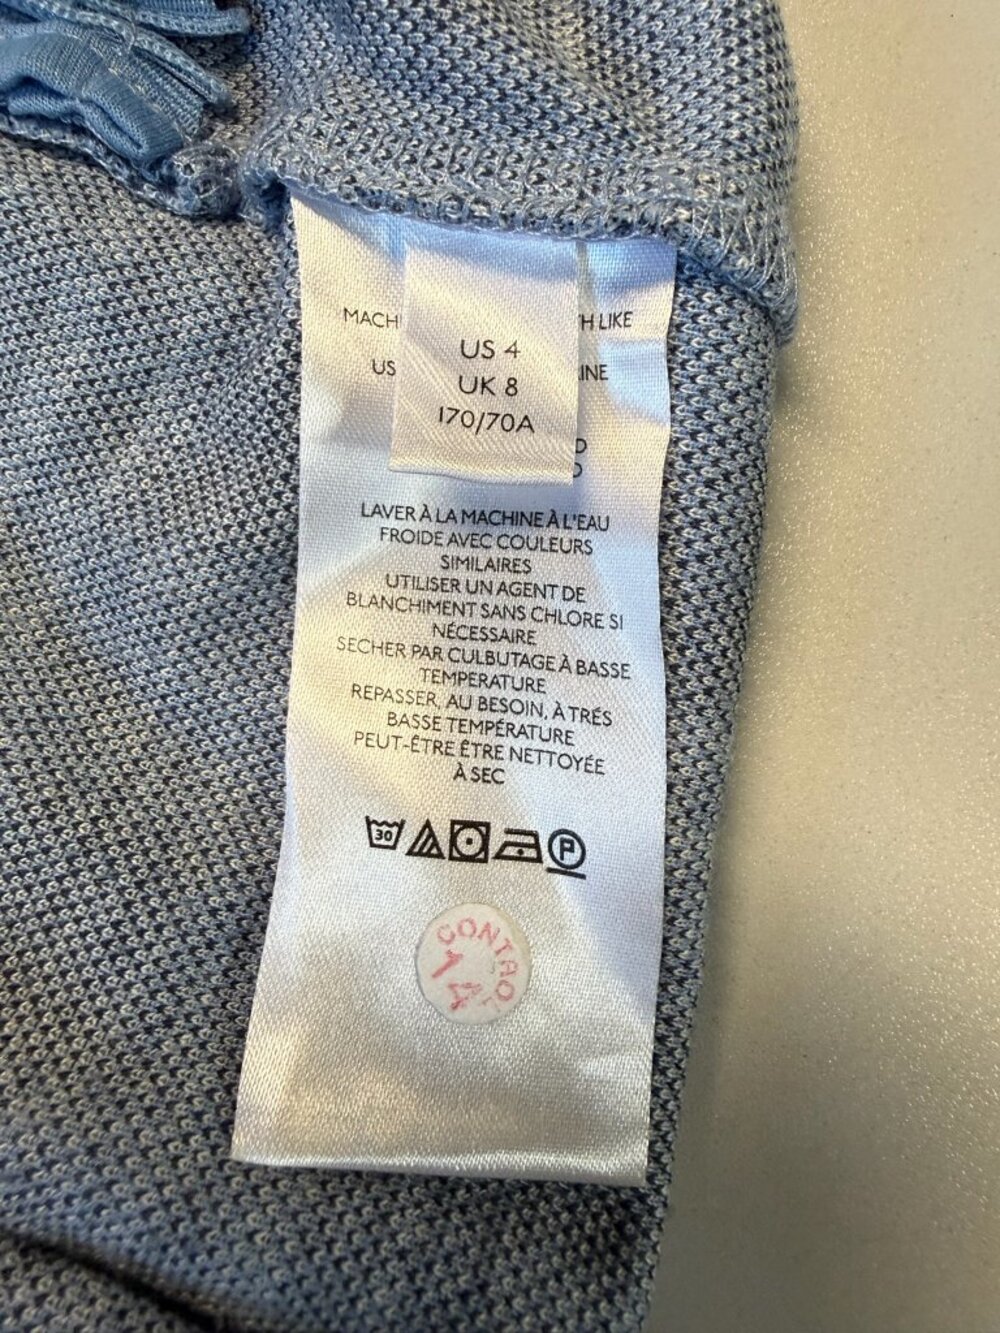 MACH
H LIKE
US
INE
US 4
UK 8
170/70A
D
D
LAVER À LA MACHINE À L'EAU
FROIDE AVEC COULEURS
SIMILAIRES
UTILISER UN AGENT DE
BLANCHIMENT SANS CHLORE SI
NÉCESSAIRE
SECHER PAR CULBUTAGE À BASSE
TEMPERATURE
REPASSER, AU BESOIN, À TRÉS
BASSE TEMPÉRATURE
PEUT-ÊTRE ÊTRE NETTOYÉE
À SEC
30
P
CONTROL
14